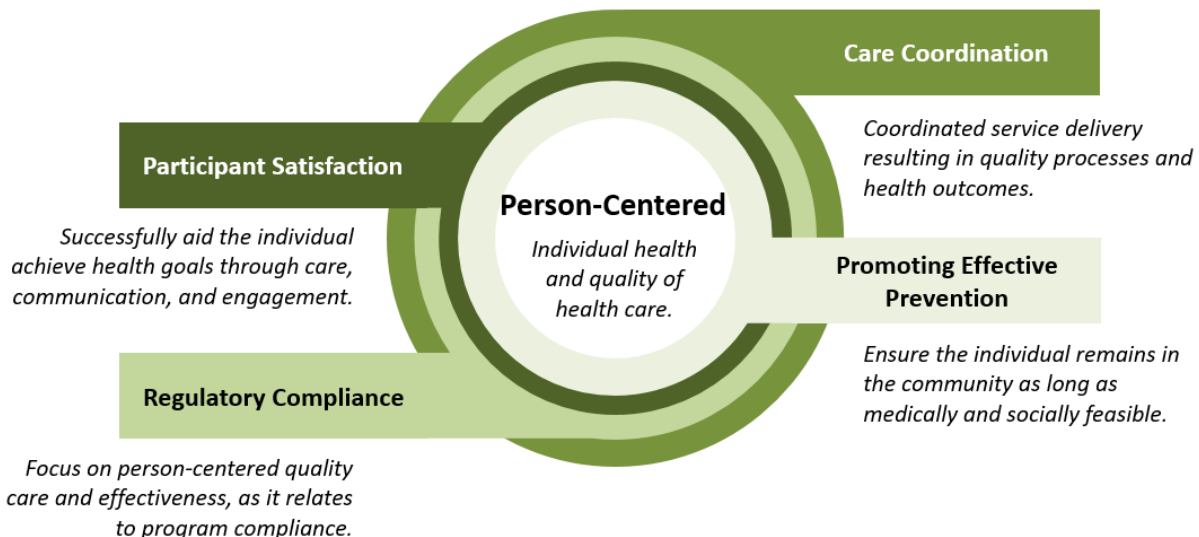 Care Coordination
Coordinated service delivery
resulting in quality processes and
health outcomes.
Participant Satisfaction
Successfully aid the individual
achieve health goals through care,
communication, and engagement.
Person-Centered
Individual health
and quality of
health care.
Promoting Effective
Prevention
Ensure the individual remains in
the community as long as
medically and socially feasible.
Regulatory Compliance
Focus on person-centered quality
care and effectiveness, as it relates
to program compliance.